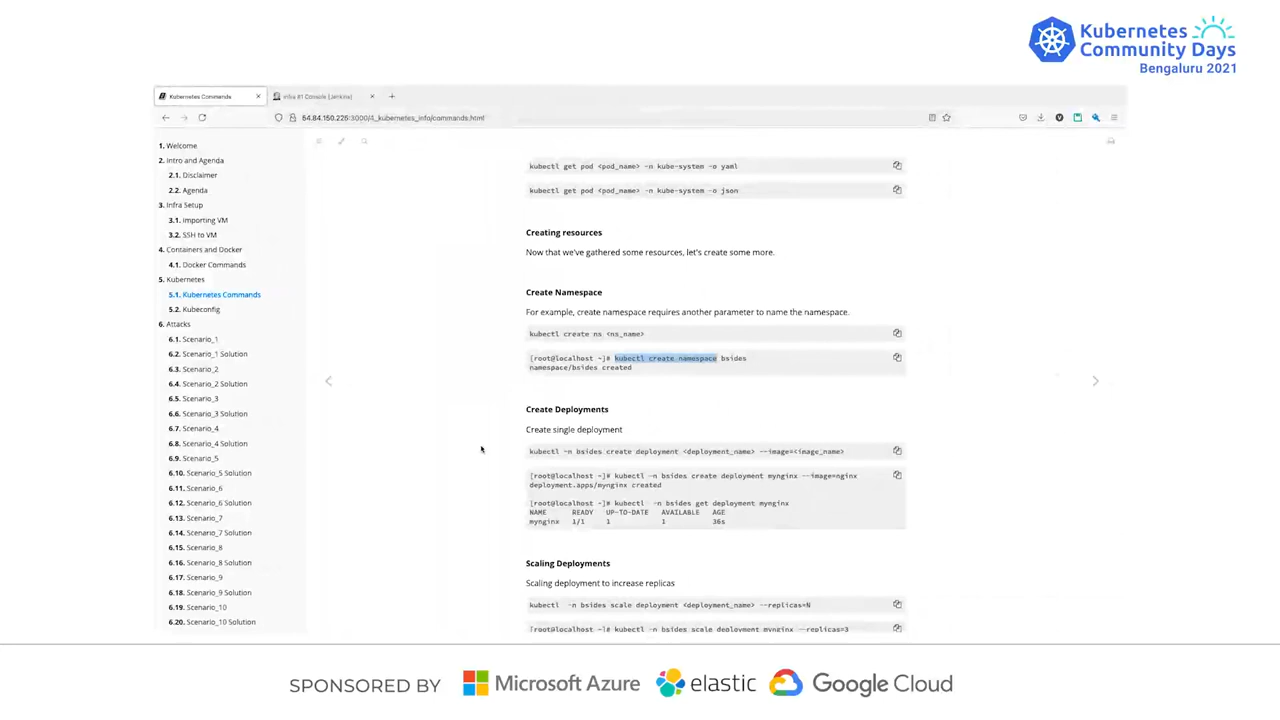 Kubernetes
Community Days
Bengaluru 2021
Kubernetes Commands
infra #1 Console [Jenkins]
54.84.150.226:3000/4_kubernetes_info/commands.html
1. Welcome
2. Intro and Agenda
2.1. Disclaimer
2.2. Agenda
3. Infra Setup
3.1. Importing VM
3.2. SSH to VM
4. Containers and Docker
4.1. Docker Commands
5. Kubernetes
5.1. Kubernetes Commands
5.2. Kubeconfig
6. Attacks
6.1. Scenario_1
6.2. Scenario_1 Solution
6.3. Scenario_2
6.4. Scenario_2 Solution
6.5. Scenario_3
6.6. Scenario_3 Solution
6.7. Scenario_4
6.8. Scenario_4 Solution
6.9. Scenario_5
6.10. Scenario_5 Solution
6.11. Scenario_6
6.12. Scenario_6 Solution
6.13. Scenario_7
6.14. Scenario_7 Solution
6.15. Scenario_8
6.16. Scenario_8 Solution
6.17. Scenario_9
6.18. Scenario_9 Solution
6.19. Scenario_10
6.20. Scenario_10 Solution
kubectl get pod <pod_name> -n kube-system -o yaml
kubectl get pod <pod_name> -n kube-system -o json
Creating resources
Now that we've gathered some resources, let's create some more.
Create Namespace
For example, create namespace requires another parameter to name the namespace.
kubectl create ns <ns_name>
[root@localhost ~]# kubectl create namespace bsides
namespace/bsides created
Create Deployments
Create single deployment
kubectl -n bsides create deployment <deployment_name> --image=<image_name>
[root@localhost ~]# kubectl -n bsides create deployment mynginx --image=nginx
deployment.apps/mynginx created
[root@localhost ~]# kubectl -n bsides get deployment mynginx
NAME READY UP-TO-DATE AVAILABLE AGE
mynginx 1/1 1 1 36s
Scaling Deployments
Scaling deployment to increase replicas
kubectl -n bsides scale deployment <deployment_name> --replicas=N
[root@localhost ~]# kubectl -n bsides scale deployment mynginx --replicas=3
SPONSORED BY Microsoft Azure elastic Google Cloud